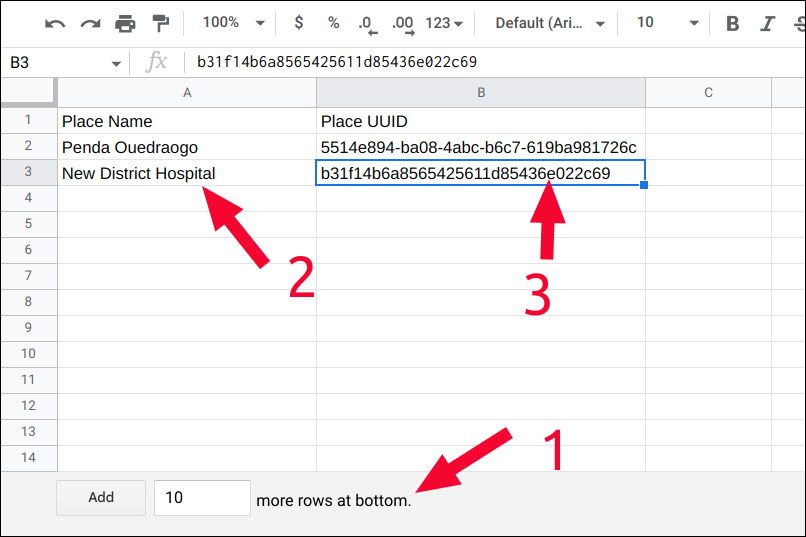 100% $ % .0 .00 123 Default (Ari... 10 B I S
B3 fx b31f14b6a8565425611d85436e022c69
A B C
1 Place Name Place UUID
2 Penda Ouedraogo 5514e894-ba08-4abc-b6c7-619ba981726c
3 New District Hospital b31f14b6a8565425611d85436e022c69
4
5
6
7
8
9
10
11
12
13
14
2
3
1
Add 10 more rows at bottom.